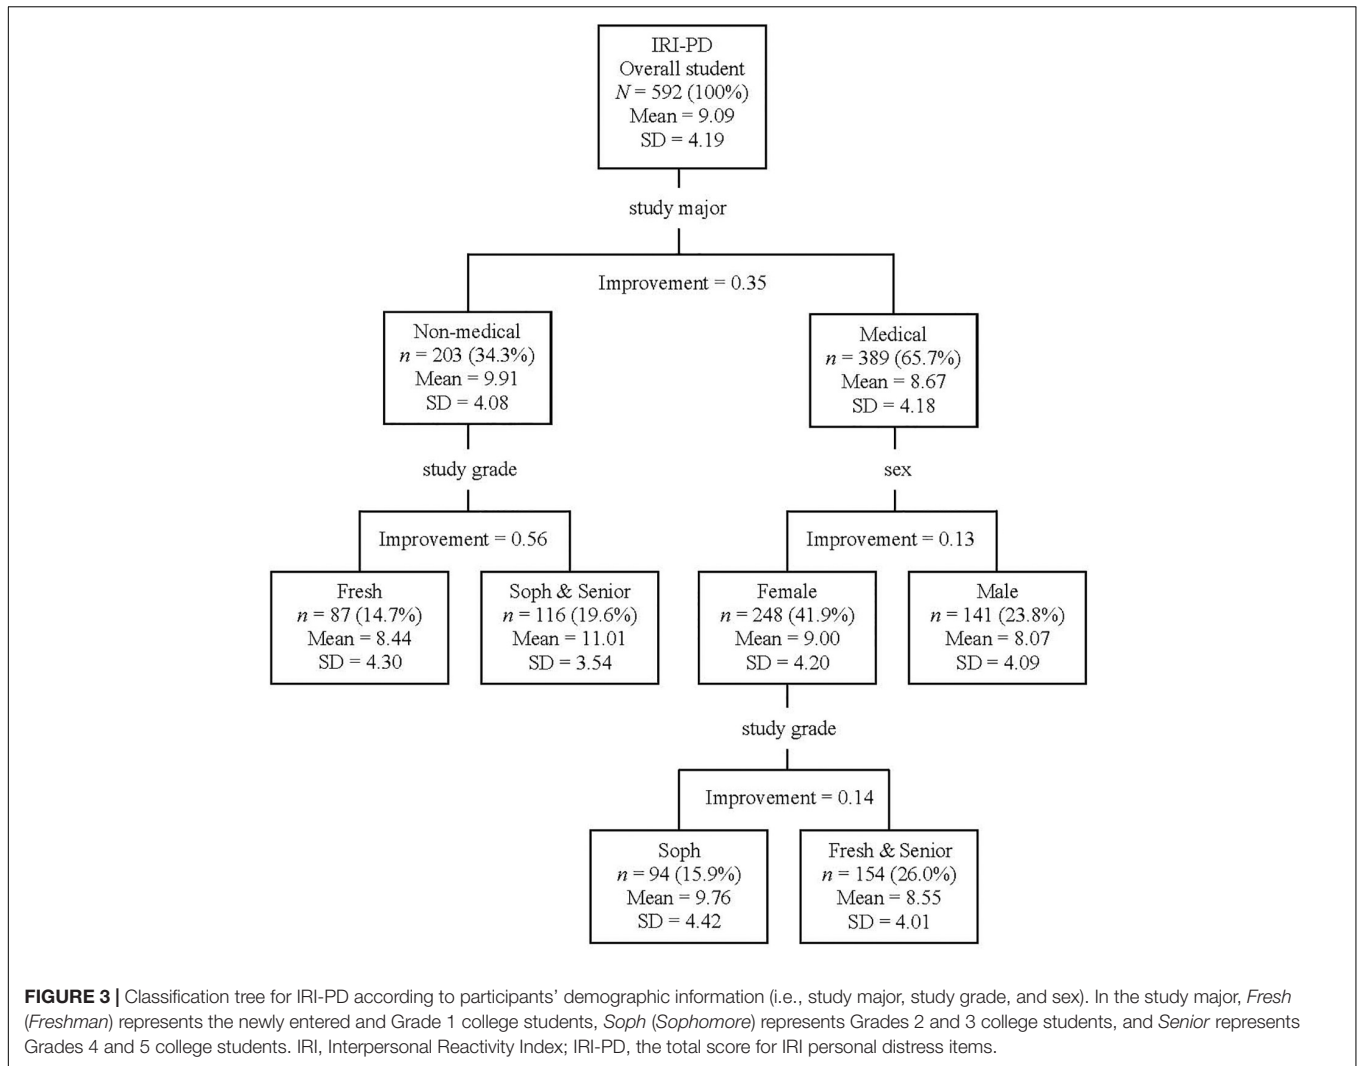 IRI-PD
Overall student
N = 592 (100%)
Mean = 9.09
SD = 4.19
study major
Improvement = 0.35
Non-medical
n = 203 (34.3%)
Mean = 9.91
SD = 4.08
Medical
n = 389 (65.7%)
Mean = 8.67
SD = 4.18
study grade
sex
Improvement = 0.56
Improvement = 0.13
Fresh
n = 87 (14.7%)
Mean = 8.44
SD = 4.30
Soph & Senior
n = 116 (19.6%)
Mean = 11.01
SD = 3.54
Female
n = 248 (41.9%)
Mean = 9.00
SD = 4.20
Male
n = 141 (23.8%)
Mean = 8.07
SD = 4.09
study grade
Improvement = 0.14
Soph
n = 94 (15.9%)
Mean = 9.76
SD = 4.42
Fresh & Senior
n = 154 (26.0%)
Mean = 8.55
SD = 4.01
FIGURE 3 | Classification tree for IRI-PD according to participants' demographic information (i.e., study major, study grade, and sex). In the study major, Fresh
(Freshman) represents the newly entered and Grade 1 college students, Soph (Sophomore) represents Grades 2 and 3 college students, and Senior represents
Grades 4 and 5 college students. IRI, Interpersonal Reactivity Index; IRI-PD, the total score for IRI personal distress items.